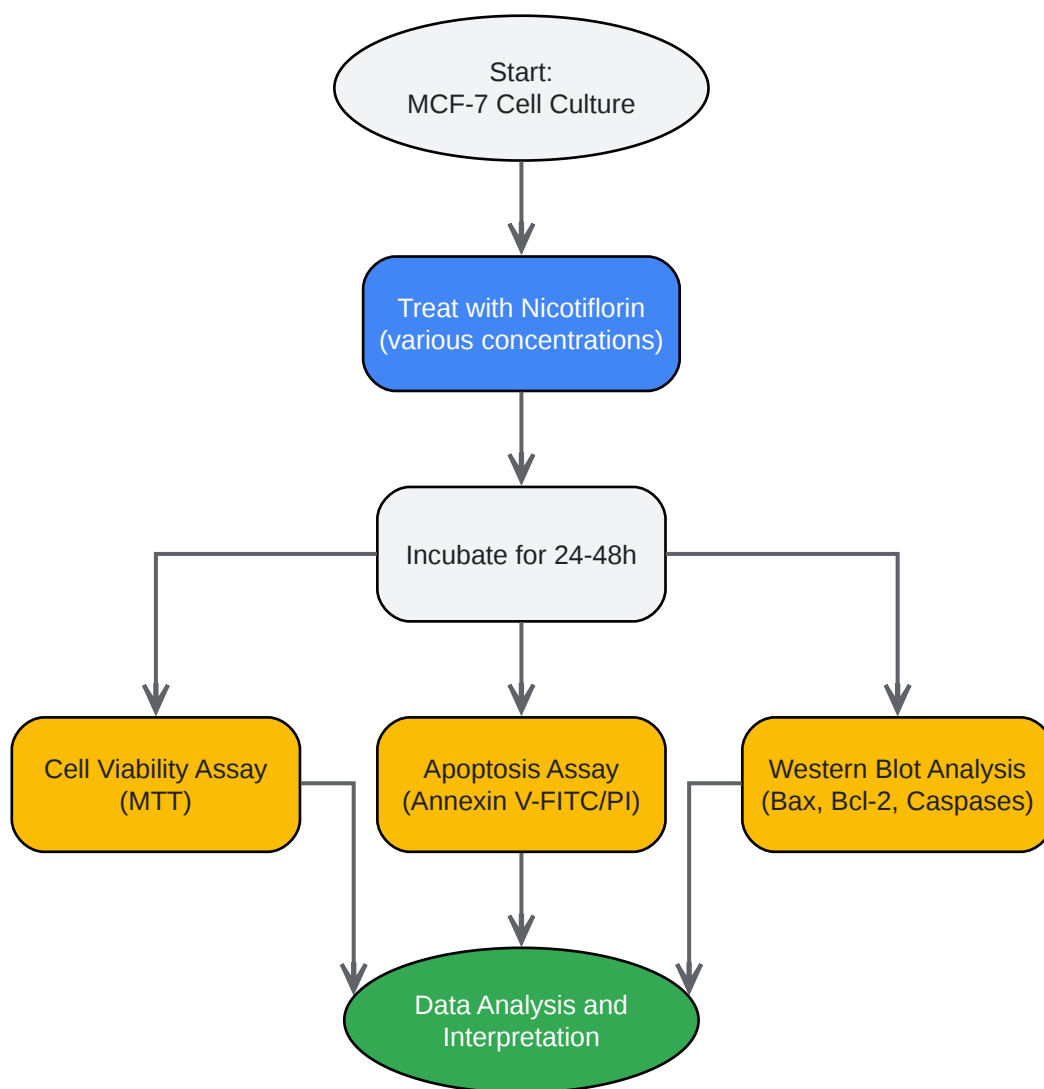 Start:
MCF-7 Cell Culture
Treat with Nicotiflorin
(various concentrations)
Incubate for 24-48h
Cell Viability Assay
(MTT)
Apoptosis Assay
(Annexin V-FITC/PI)
Western Blot Analysis
(Bax, Bcl-2, Caspases)
Data Analysis and
Interpretation